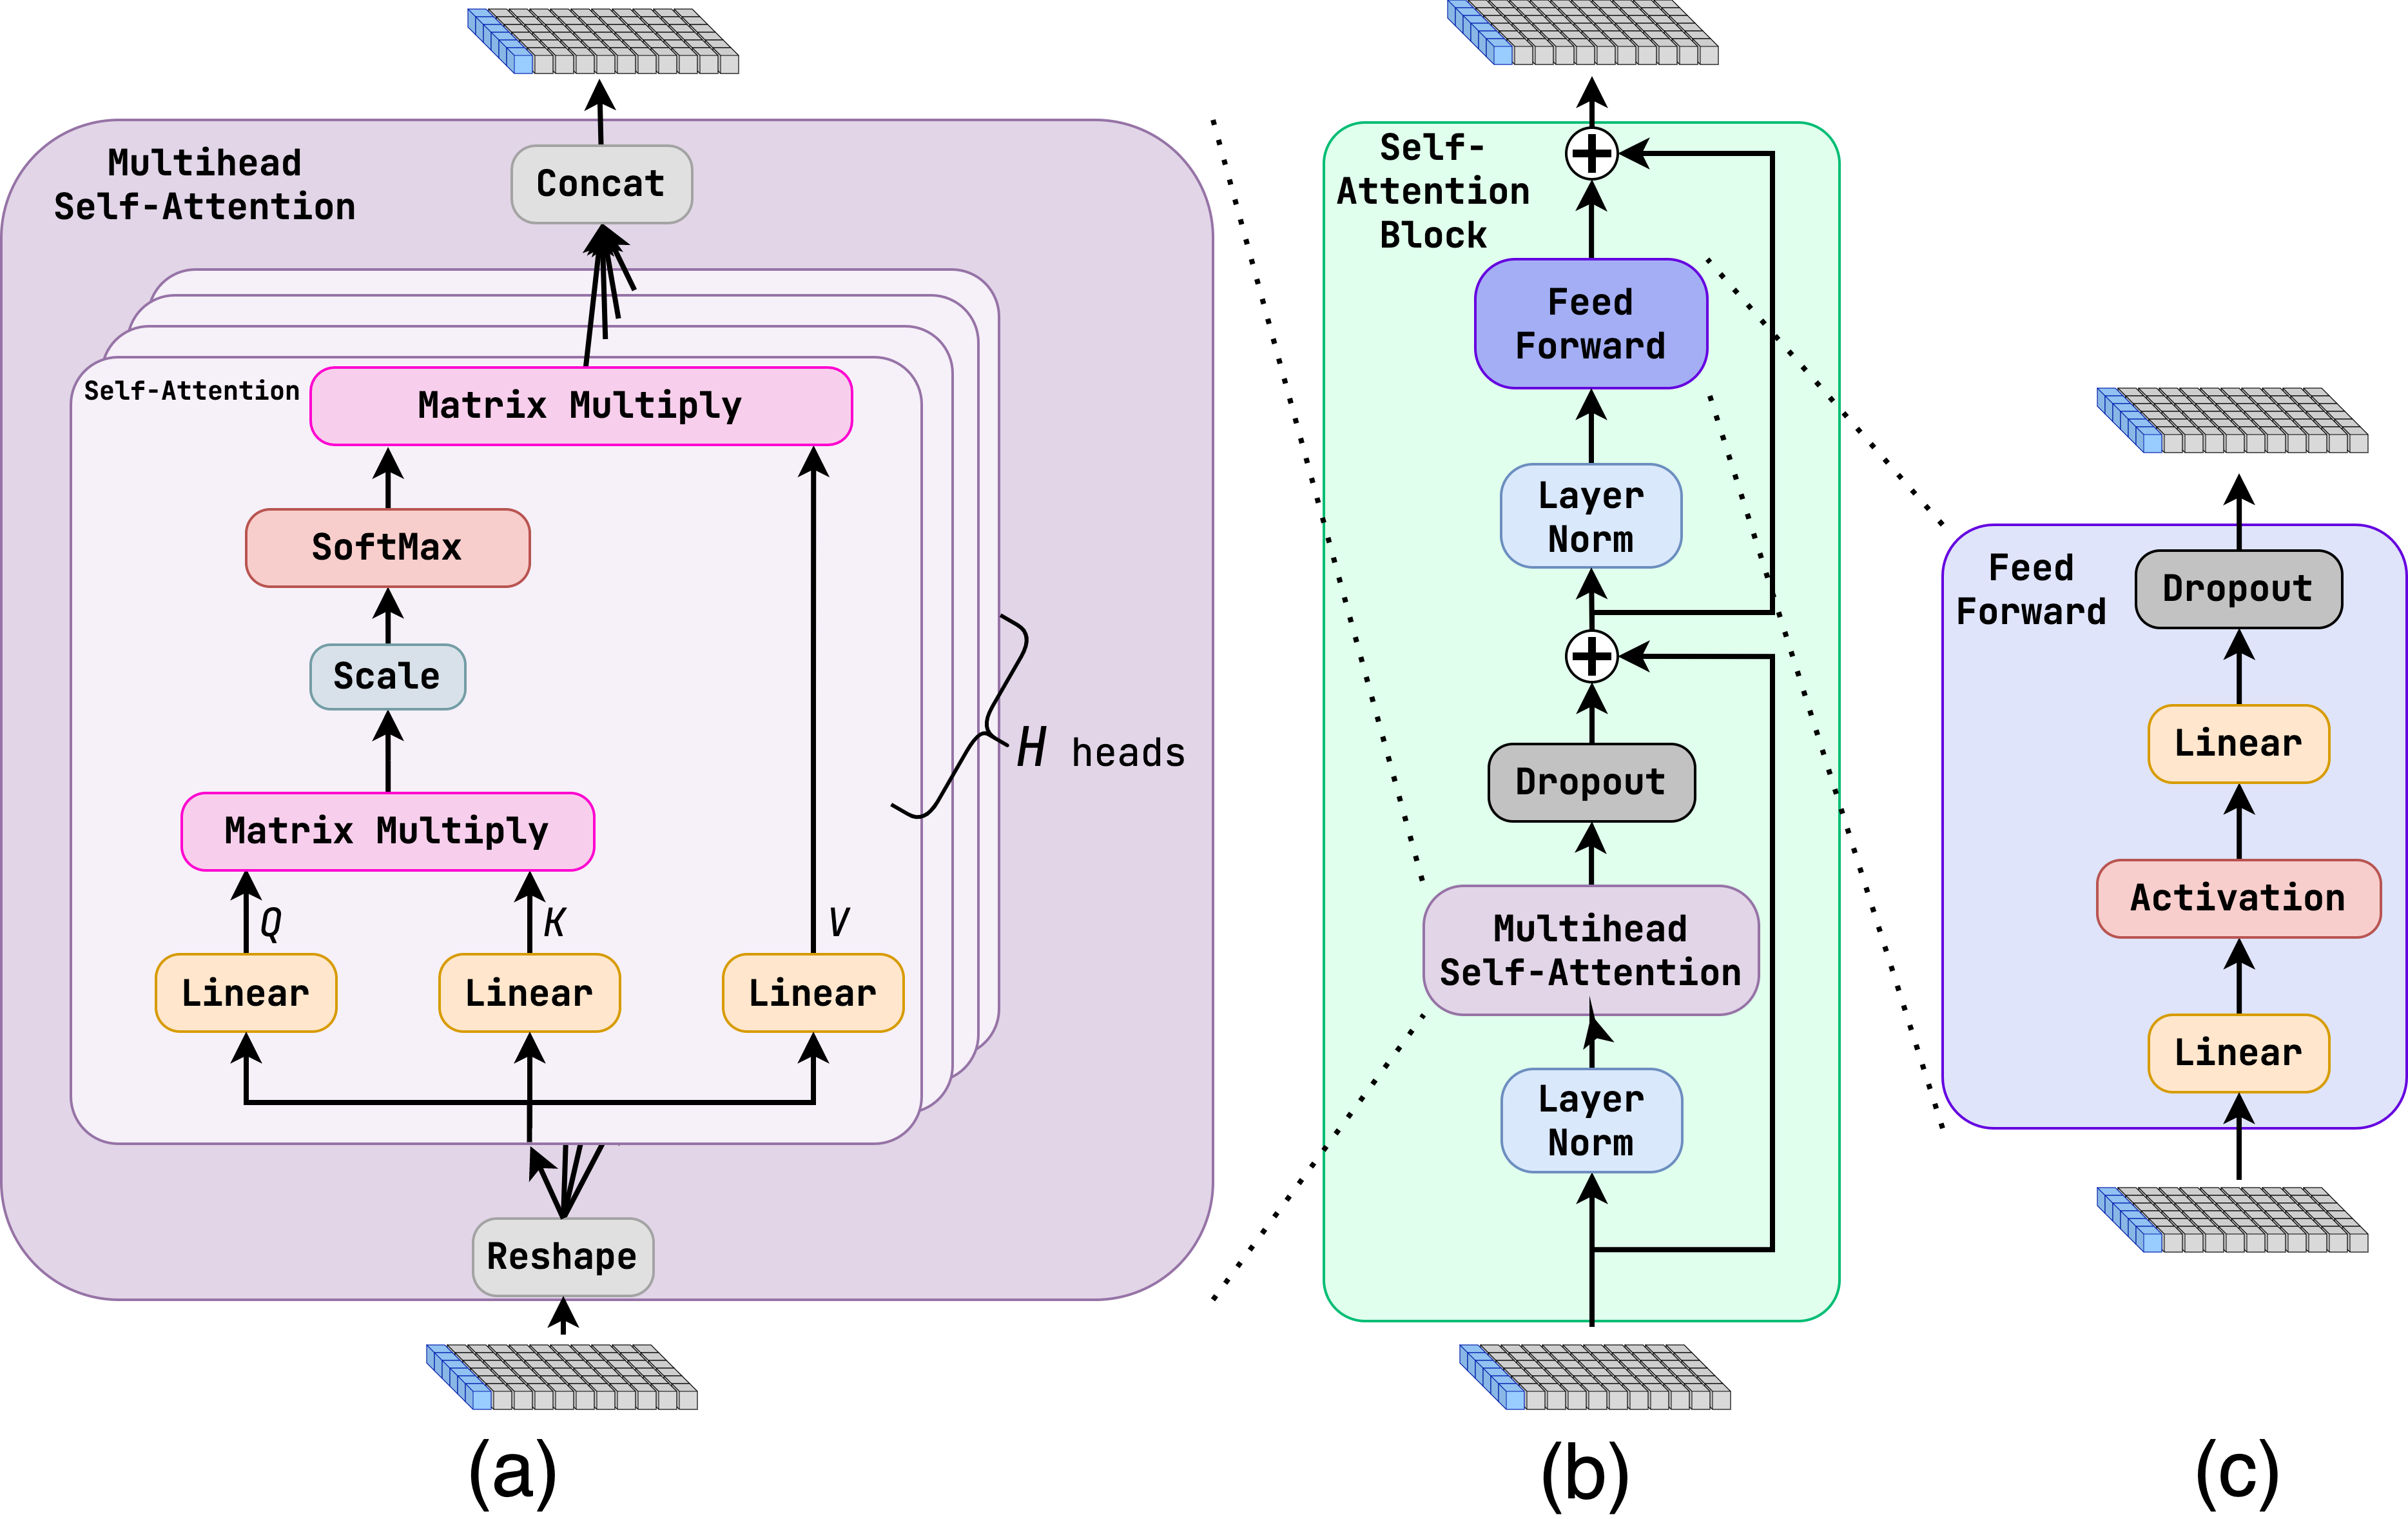 Multihead
Self-Attention
Concat
Self-Attention
Matrix Multiply
SoftMax
Scale
H heads
Matrix Multiply
Q
K
V
Linear
Linear
Linear
Reshape
(a)
Self-
Attention
Block
Feed
Forward
Layer
Norm
Dropout
Multihead
Self-Attention
Layer
Norm
(b)
Feed
Forward
Dropout
Linear
Activation
Linear
(c)